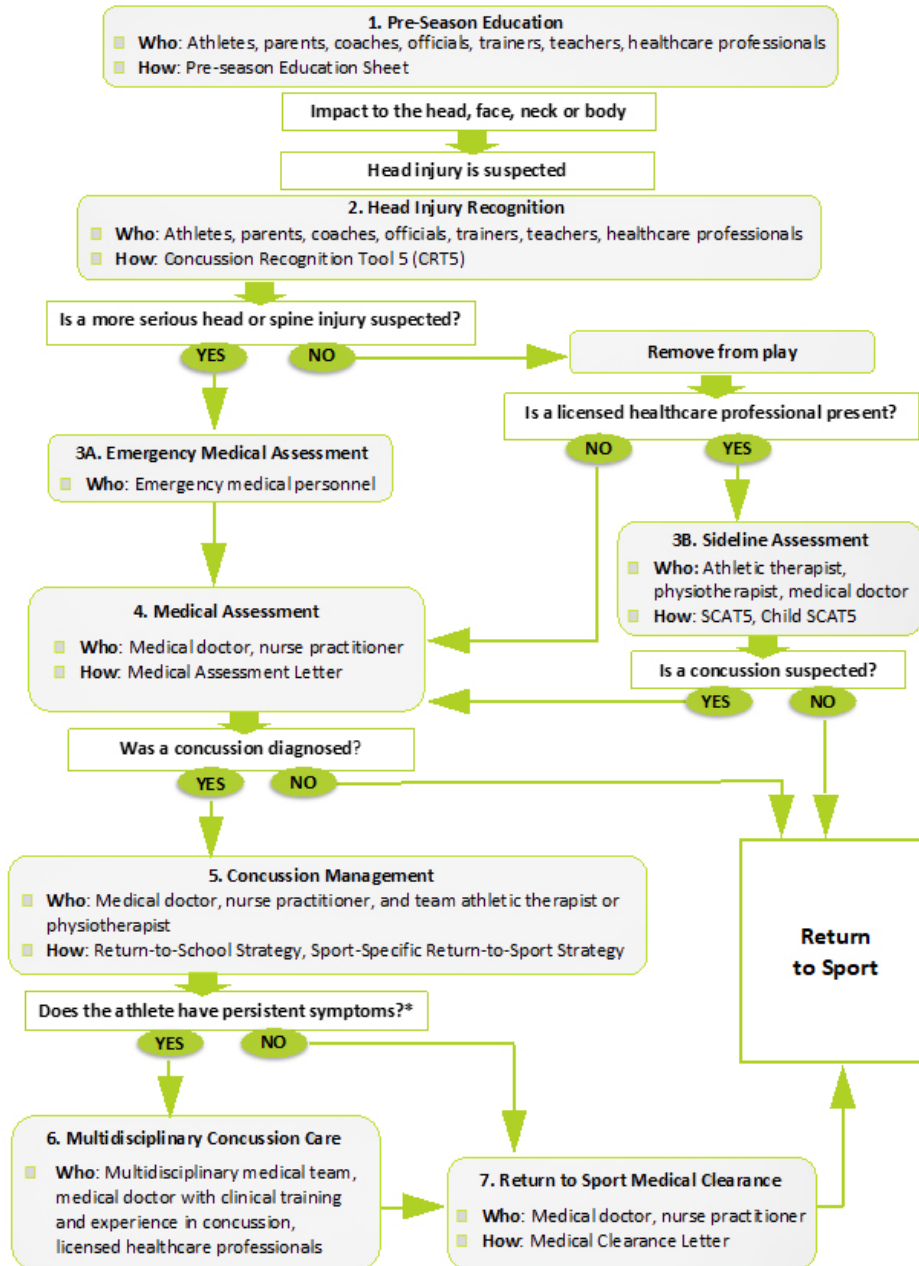 1. Pre-Season Education
Who: Athletes, parents, coaches, officials, trainers, teachers, healthcare professionals
How: Pre-season Education Sheet
Impact to the head, face, neck or body
Head injury is suspected
2. Head Injury Recognition
Who: Athletes, parents, coaches, officials, trainers, teachers, healthcare professionals
How: Concussion Recognition Tool 5 (CRT5)
Is a more serious head or spine injury suspected?
YES
NO
Remove from play
Is a licensed healthcare professional present?
NO
YES
3A. Emergency Medical Assessment
Who: Emergency medical personnel
3B. Sideline Assessment
Who: Athletic therapist,
physiotherapist, medical doctor
How: SCAT5, Child SCAT5
4. Medical Assessment
Who: Medical doctor, nurse practitioner
How: Medical Assessment Letter
Is a concussion suspected?
YES
NO
Was a concussion diagnosed?
YES
NO
5. Concussion Management
Who: Medical doctor, nurse practitioner, and team athletic therapist or
physiotherapist
How: Return-to-School Strategy, Sport-Specific Return-to-Sport Strategy
Return
to Sport
Does the athlete have persistent symptoms?*
YES
NO
6. Multidisciplinary Concussion Care
Who: Multidisciplinary medical team,
medical doctor with clinical training
and experience in concussion,
licensed healthcare professionals
7. Return to Sport Medical Clearance
Who: Medical doctor, nurse practitioner
How: Medical Clearance Letter